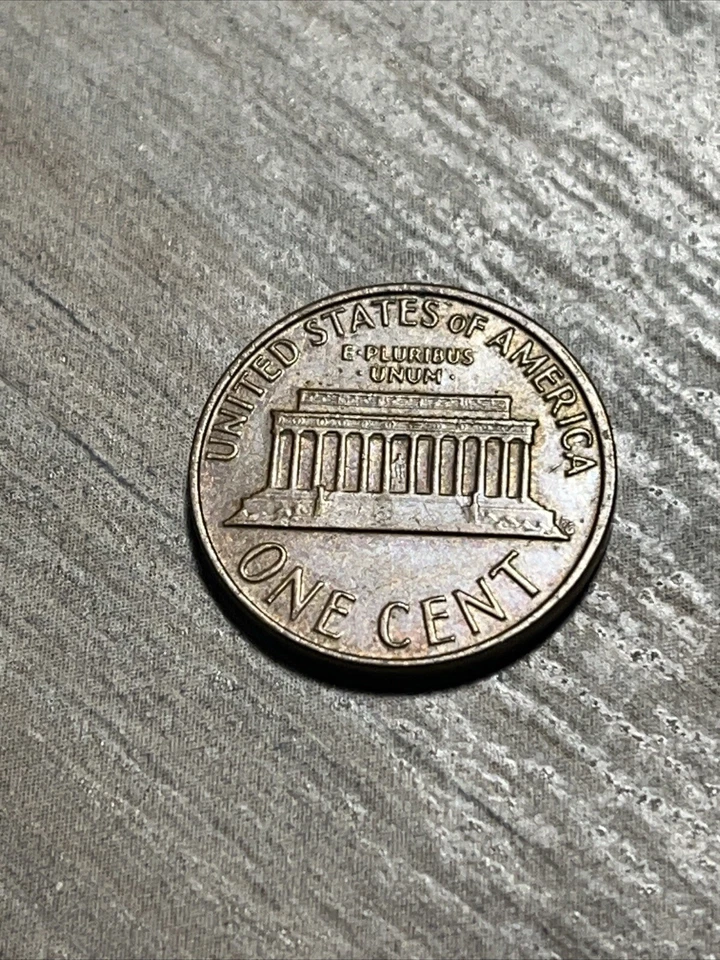 UNITED STATES oF AMERICA
E·PLURIBUS
·UNUM·
ONE CENT